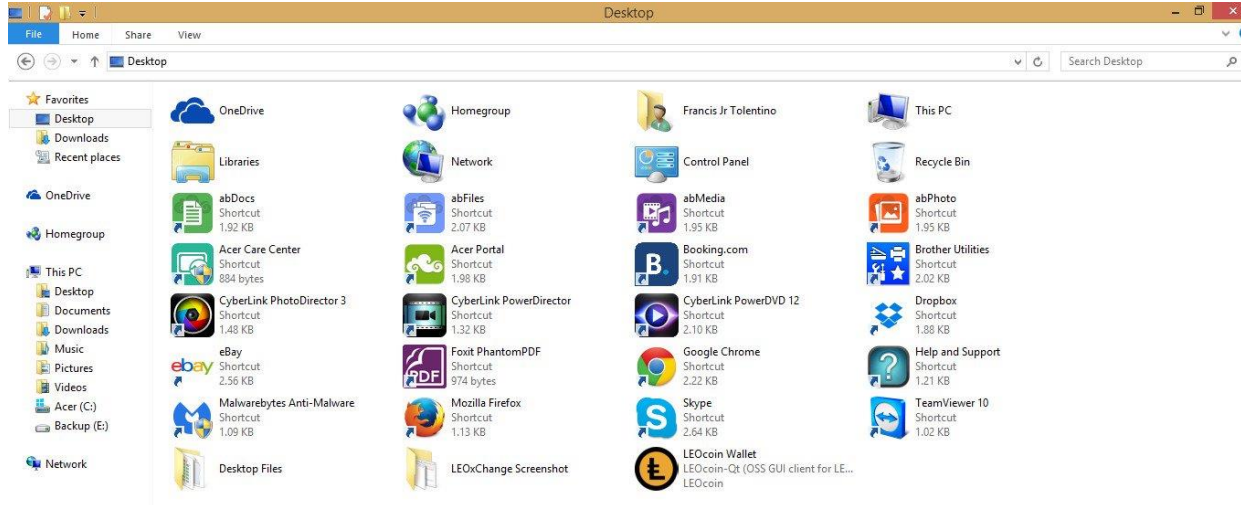 Desktop
File Home Share View
Desktop
Search Desktop
Favorites
Desktop
Downloads
Recent places
OneDrive
Homegroup
This PC
Desktop
Documents
Downloads
Music
Pictures
Videos
Acer (C:)
Backup (E:)
Network
OneDrive
Homegroup
Francis Jr Tolentino
This PC
Libraries
Network
Control Panel
Recycle Bin
abDocs
Shortcut
1.92 KB
abFiles
Shortcut
2.07 KB
abMedia
Shortcut
1.95 KB
abPhoto
Shortcut
1.95 KB
Acer Care Center
Shortcut
884 bytes
Acer Portal
Shortcut
1.98 KB
B.
Booking.com
Shortcut
1.91 KB
Brother Utilities
Shortcut
2.02 KB
CyberLink PhotoDirector 3
Shortcut
1.48 KB
CyberLink PowerDirector
Shortcut
1.32 KB
CyberLink PowerDVD 12
Shortcut
2.10 KB
Dropbox
Shortcut
1.88 KB
ebay
eBay
Shortcut
2.56 KB
PDF
Foxit PhantomPDF
Shortcut
974 bytes
Google Chrome
Shortcut
2.22 KB
?
Help and Support
Shortcut
1.21 KB
Malwarebytes Anti-Malware
Shortcut
1.09 KB
Mozilla Firefox
Shortcut
1.13 KB
S
Skype
Shortcut
2.64 KB
TeamViewer 10
Shortcut
1.02 KB
Desktop Files
LEOxChange Screenshot
LEOcoin Wallet
LEOcoin-Qt (OSS GUI client for LE...
LEOcoin